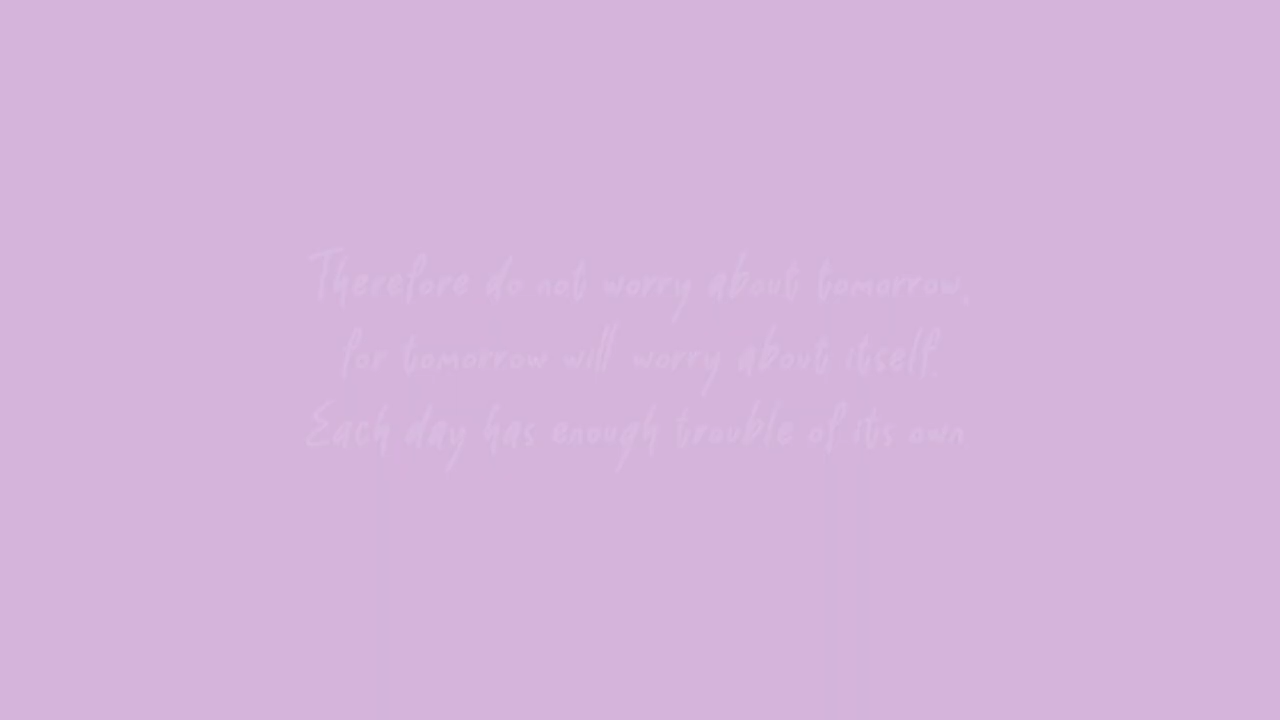 Therefore do not worry about tomorrow,
for tomorrow will worry about itself.
Each day has enough trouble of its own